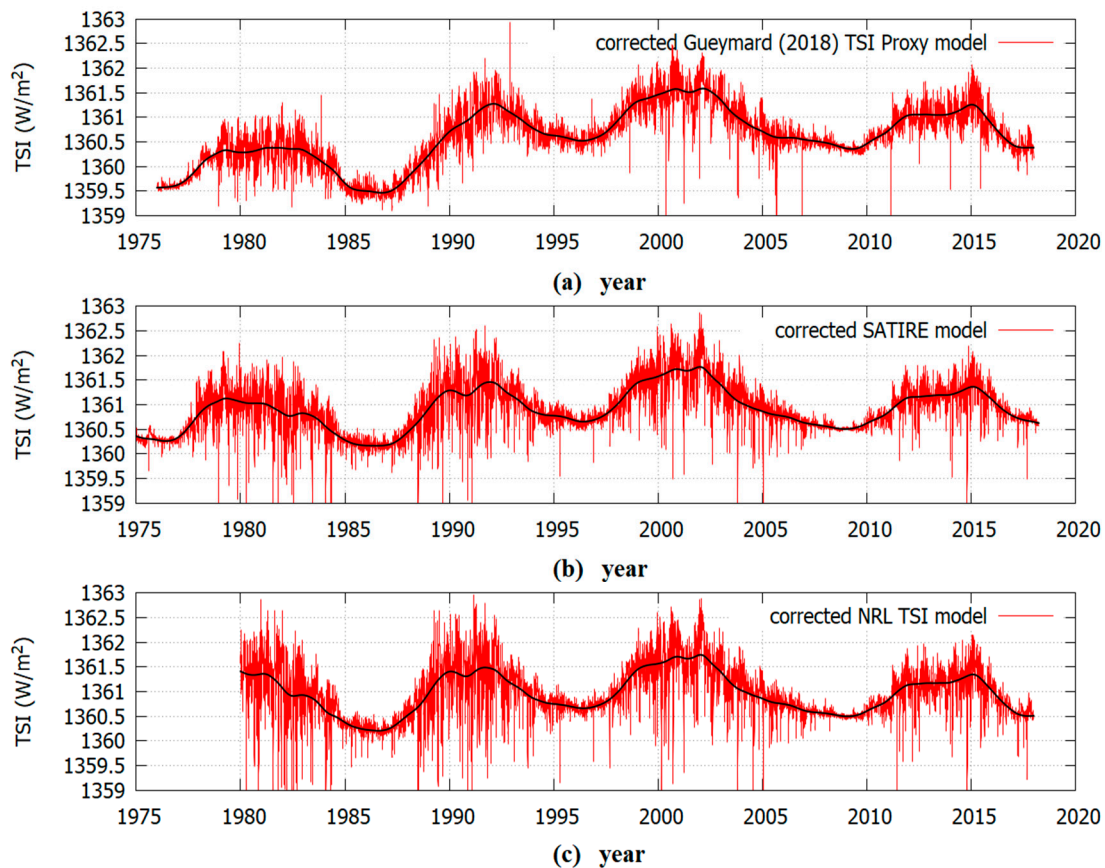 corrected Gueymard (2018) TSI Proxy model
TSI (W/m²)
1363
1362.5
1362
1361.5
1361
1360.5
1360
1359.5
1359
1975 1980 1985 1990 1995 2000 2005 2010 2015 2020
(a) year
corrected SATIRE model
TSI (W/m²)
1363
1362.5
1362
1361.5
1361
1360.5
1360
1359.5
1359
1975 1980 1985 1990 1995 2000 2005 2010 2015 2020
(b) year
corrected NRL TSI model
TSI (W/m²)
1363
1362.5
1362
1361.5
1361
1360.5
1360
1359.5
1359
1975 1980 1985 1990 1995 2000 2005 2010 2015 2020
(c) year